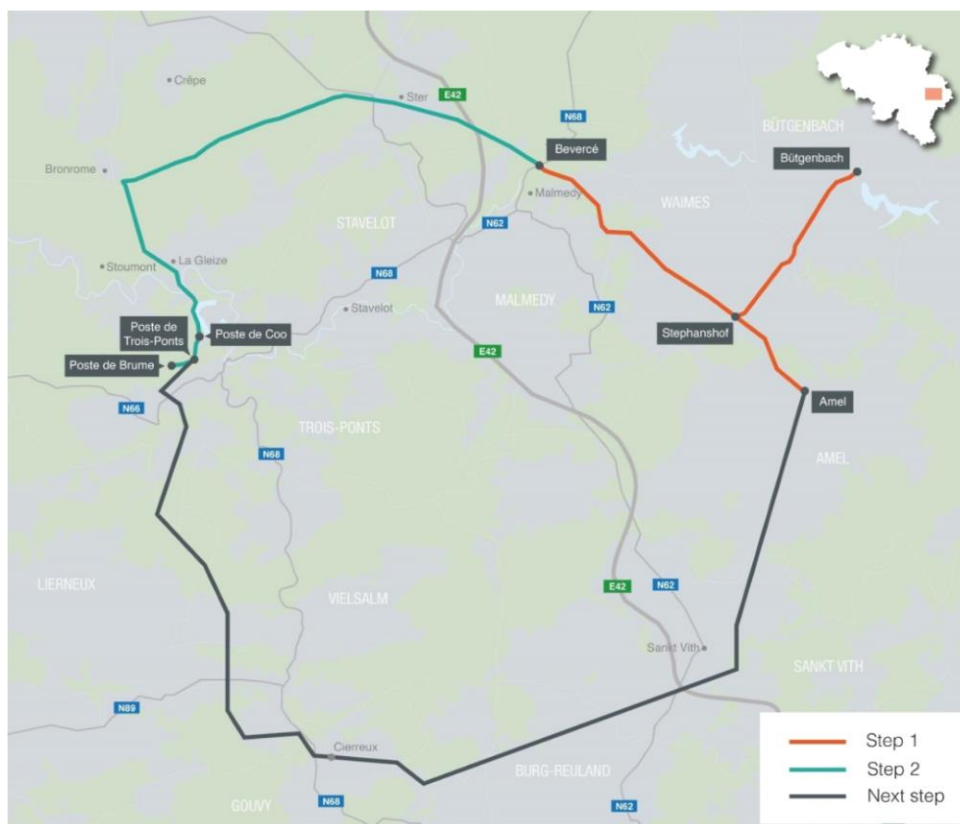 Crêpe
Ster
E42
N68
BÜTGENBACH
Bevercé
Bütgenbach
Bronrome
Malmedy
WAIMES
STAVELOT
N62
La Gleize
Stoumont
N68
MALMEDY
N62
Stavelot
Poste de
Trois-Ponts
Poste de Coo
Stephanshof
E42
Poste de Brume
Amel
N66
TROIS-PONTS
N68
AMEL
LIERNEUX
VIELSALM
E42
N62
Sankt Vith
SANKT VITH
N89
Cierreux
BURG-REULAND
GOUVY
N68
N62
Step 1
Step 2
Next step